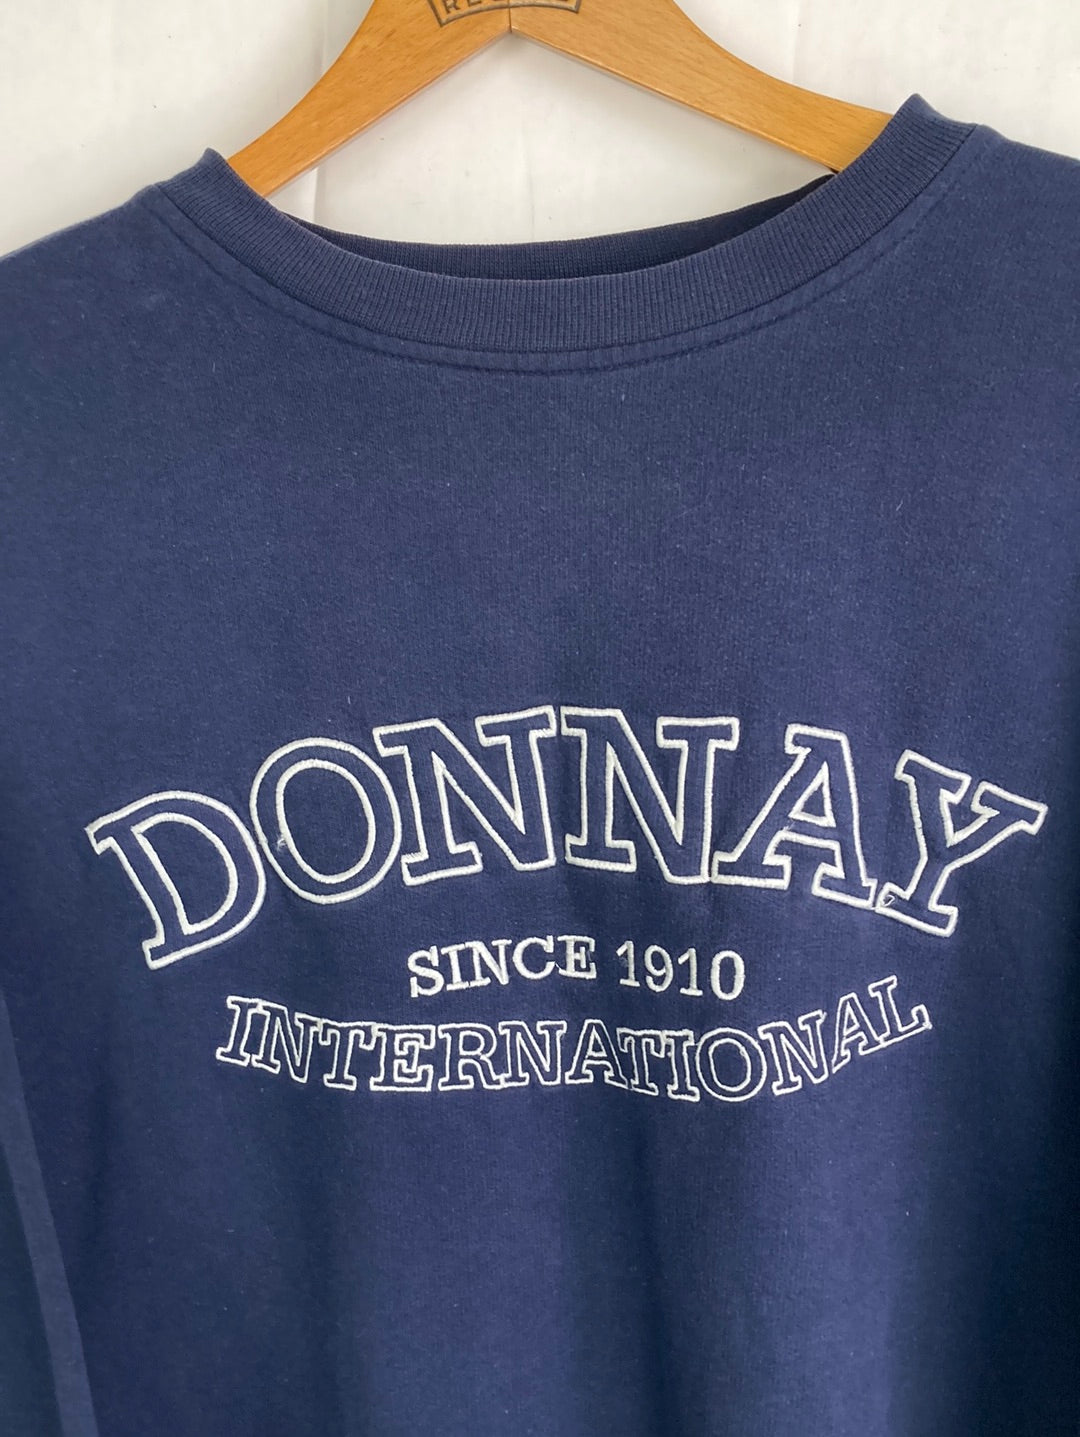 DONNAY
SINCE 1910
INTERNATIONAL